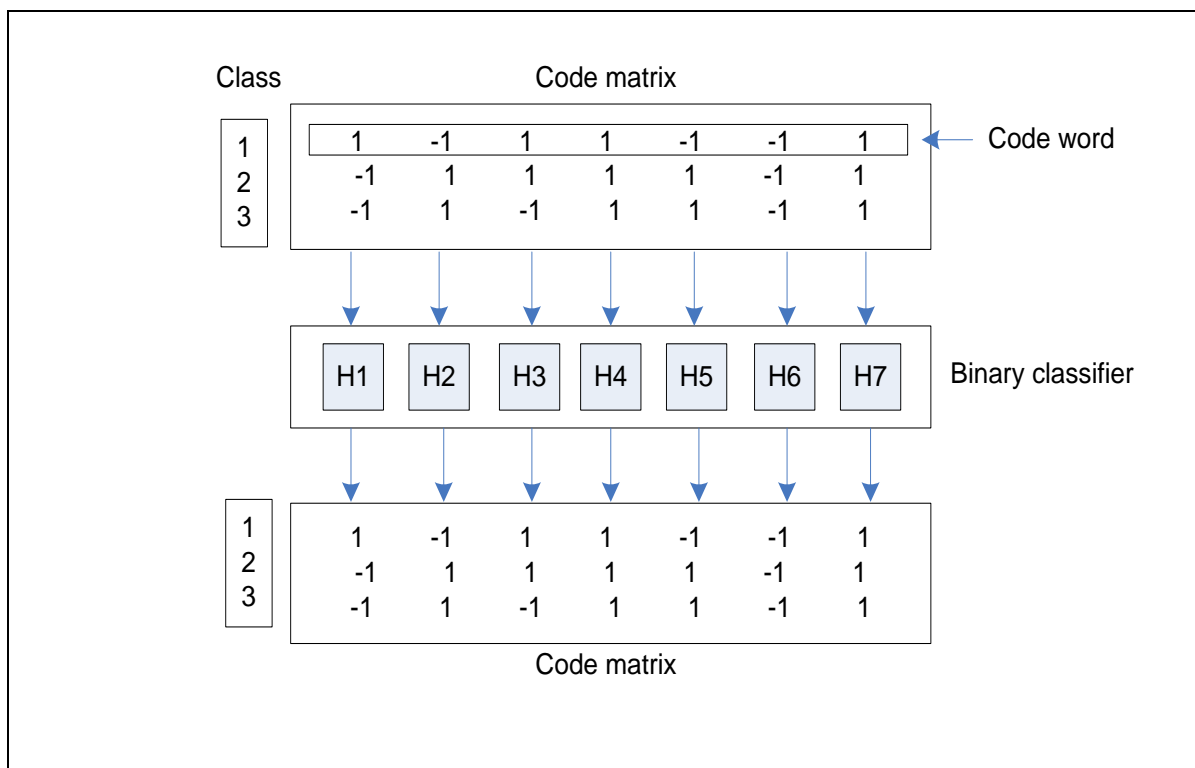 Class Code matrix
1 1 -1 1 1 -1 -1 1 Code word
2 -1 1 1 1 1 -1 1
3 -1 1 -1 1 1 -1 1
H1 H2 H3 H4 H5 H6 H7 Binary classifier
1 1 -1 1 1 -1 -1 1
2 -1 1 1 1 1 -1 1
3 -1 1 -1 1 1 -1 1
Code matrix